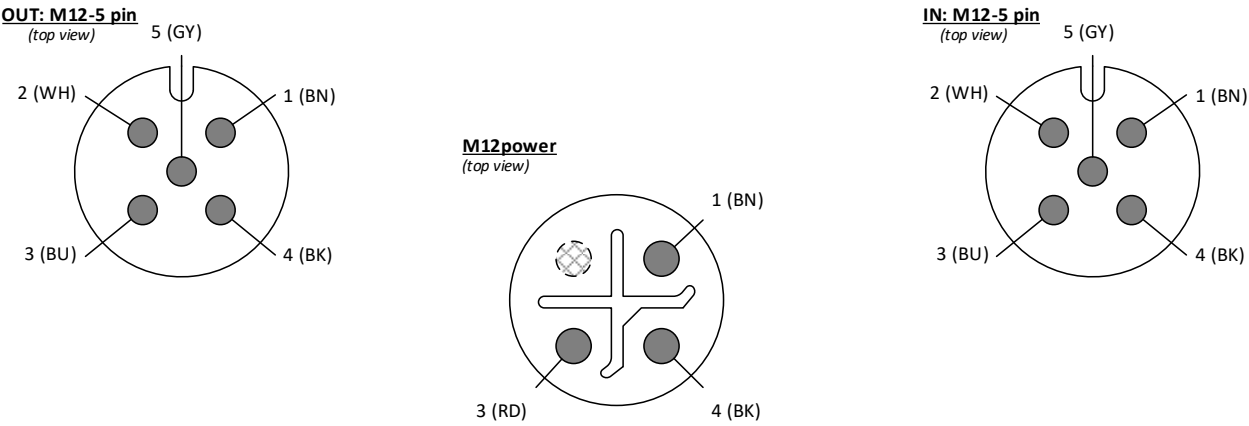 OUT: M12-5 pin
(top view)
5 (GY)
2 (WH)
1 (BN)
3 (BU)
4 (BK)
M12power
(top view)
1 (BN)
3 (RD)
4 (BK)
IN: M12-5 pin
(top view)
5 (GY)
2 (WH)
1 (BN)
3 (BU)
4 (BK)